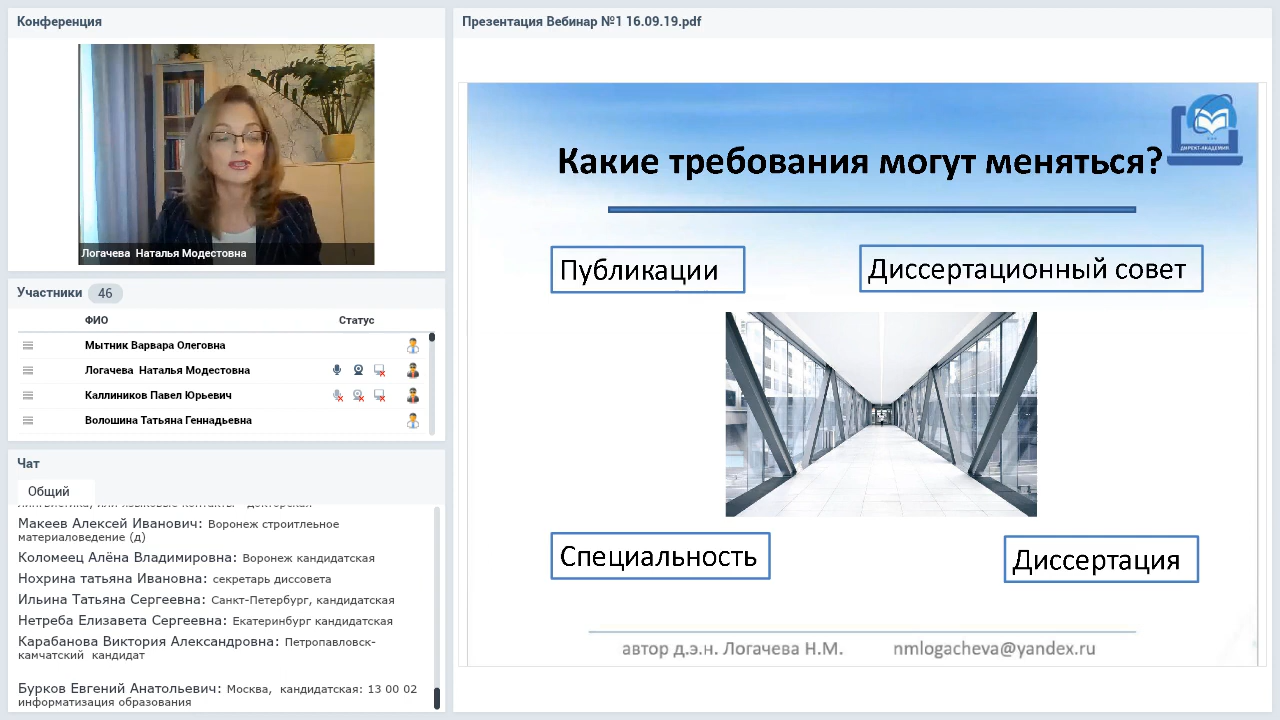 Конференция
Логачева Наталья Модестовна
Участники 46
ФИО Статус
Мытник Варвара Олеговна
Логачева Наталья Модестовна
Каллиников Павел Юрьевич
Волошина Татьяна Геннадьевна
Чат
Общий
Макеев Алексей Иванович: Воронеж строитлеьное
материаловедение (д)
Коломеец Алёна Владимировна: Воронеж кандидатская
Нохрина татьяна Ивановна: секретарь диссовета
Ильина Татьяна Сергеевна: Санкт-Петербург, кандидатская
Нетреба Елизавета Сергеевна: Екатеринбург кандидатская
Карабанова Виктория Александровна: Петропавловск-
камчатский кандидат
Бурков Евгений Анатольевич: Москва, кандидатская: 13 00 02
информатизация образования
Презентация Вебинар №1 16.09.19.pdf
ДИРЕКТ-АКАДЕМИЯ
Какие требования могут меняться?
Публикации
Диссертационный совет
Специальность
Диссертация
автор д.э.н. Логачева Н.М. nmlogacheva@yandex.ru